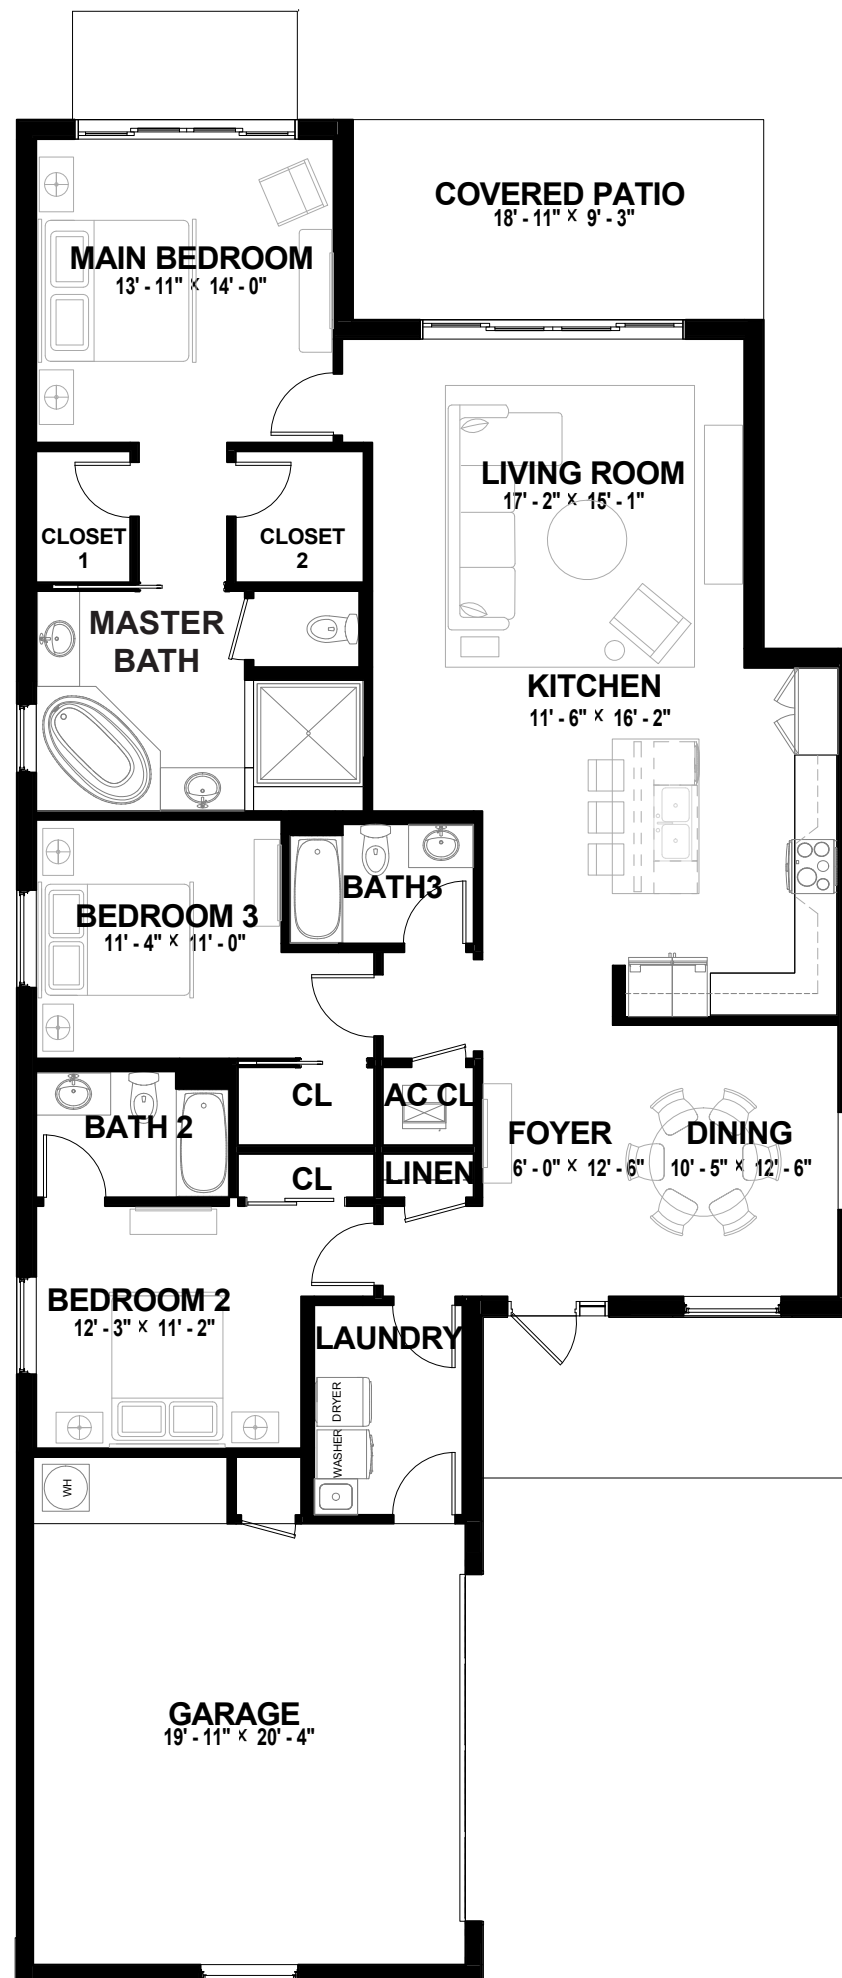 COVERED PATIO
18' - 11" × 9' - 3"
MAIN BEDROOM
13' - 11" × 14' - 0"
LIVING ROOM
17' - 2" × 15' - 1"
CLOSET
1
CLOSET
2
MASTER
BATH
KITCHEN
11' - 6" × 16' - 2"
BATH3
BEDROOM 3
11' - 4" × 11' - 0"
CL
AC CL
BATH 2
FOYER
6' - 0" × 12' - 6"
DINING
10' - 5" × 12' - 6"
CL
LINEN
BEDROOM 2
12' - 3" × 11' - 2"
LAUNDRY
DRYER
WASHER
WH
GARAGE
19' - 11" × 20' - 4"